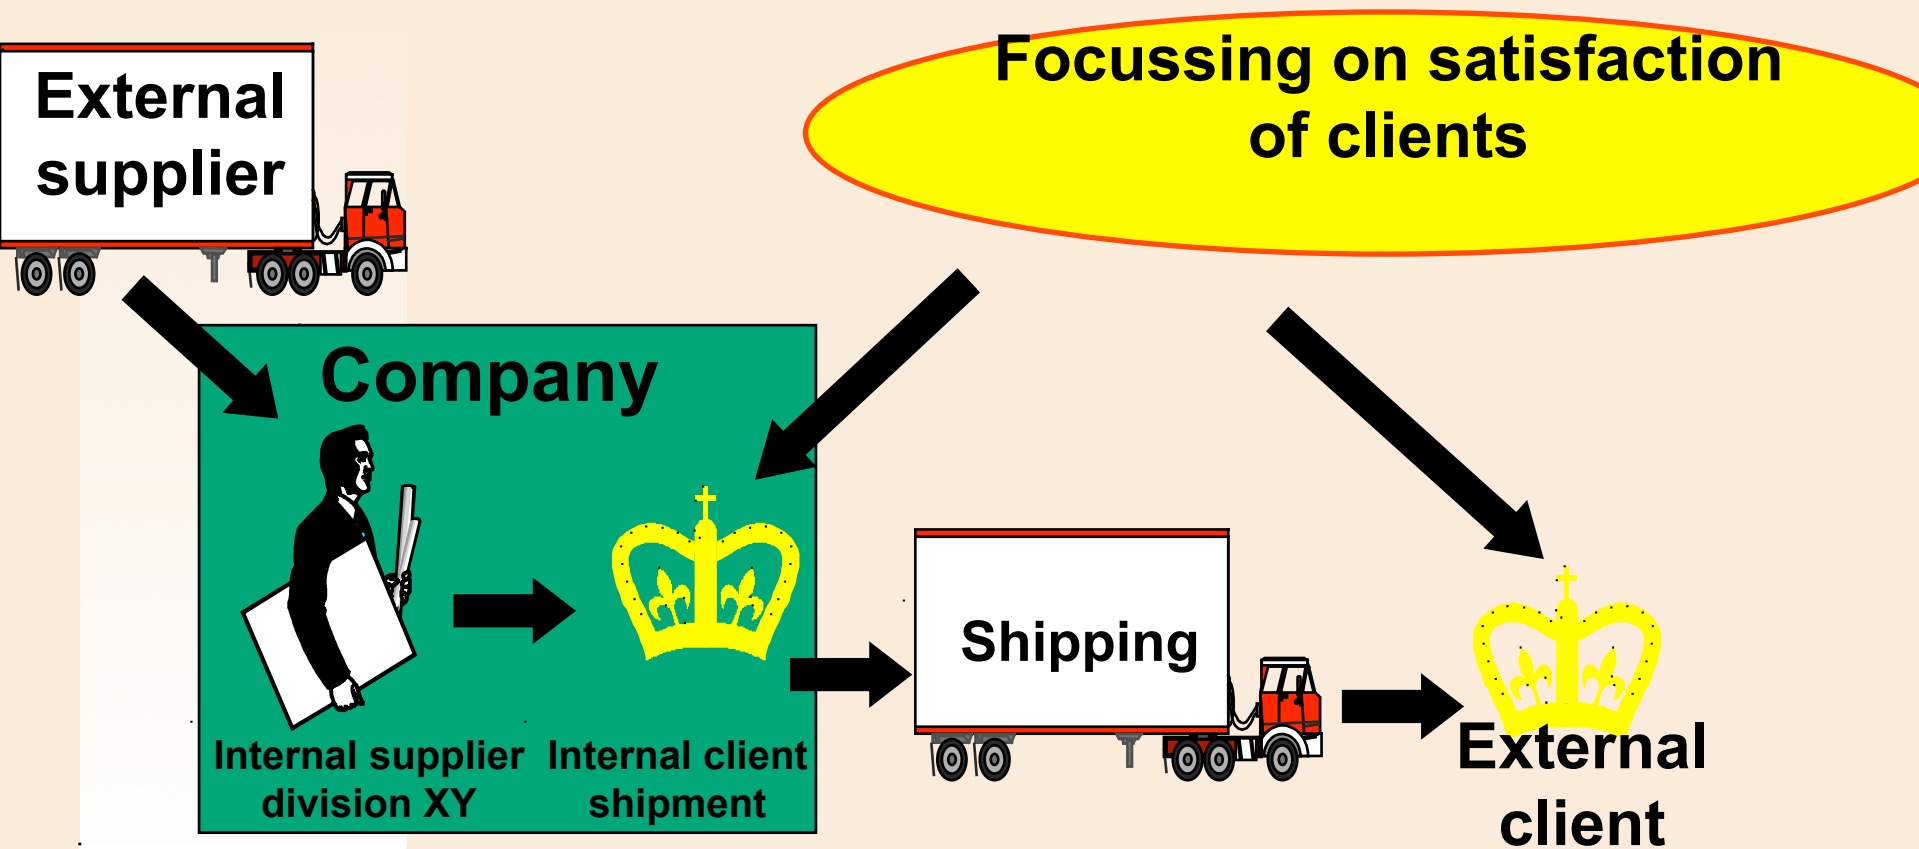 External
supplier
Focussing on satisfaction
of clients
Company
Internal supplier
division XY
Internal client
shipment
Shipping
External
client